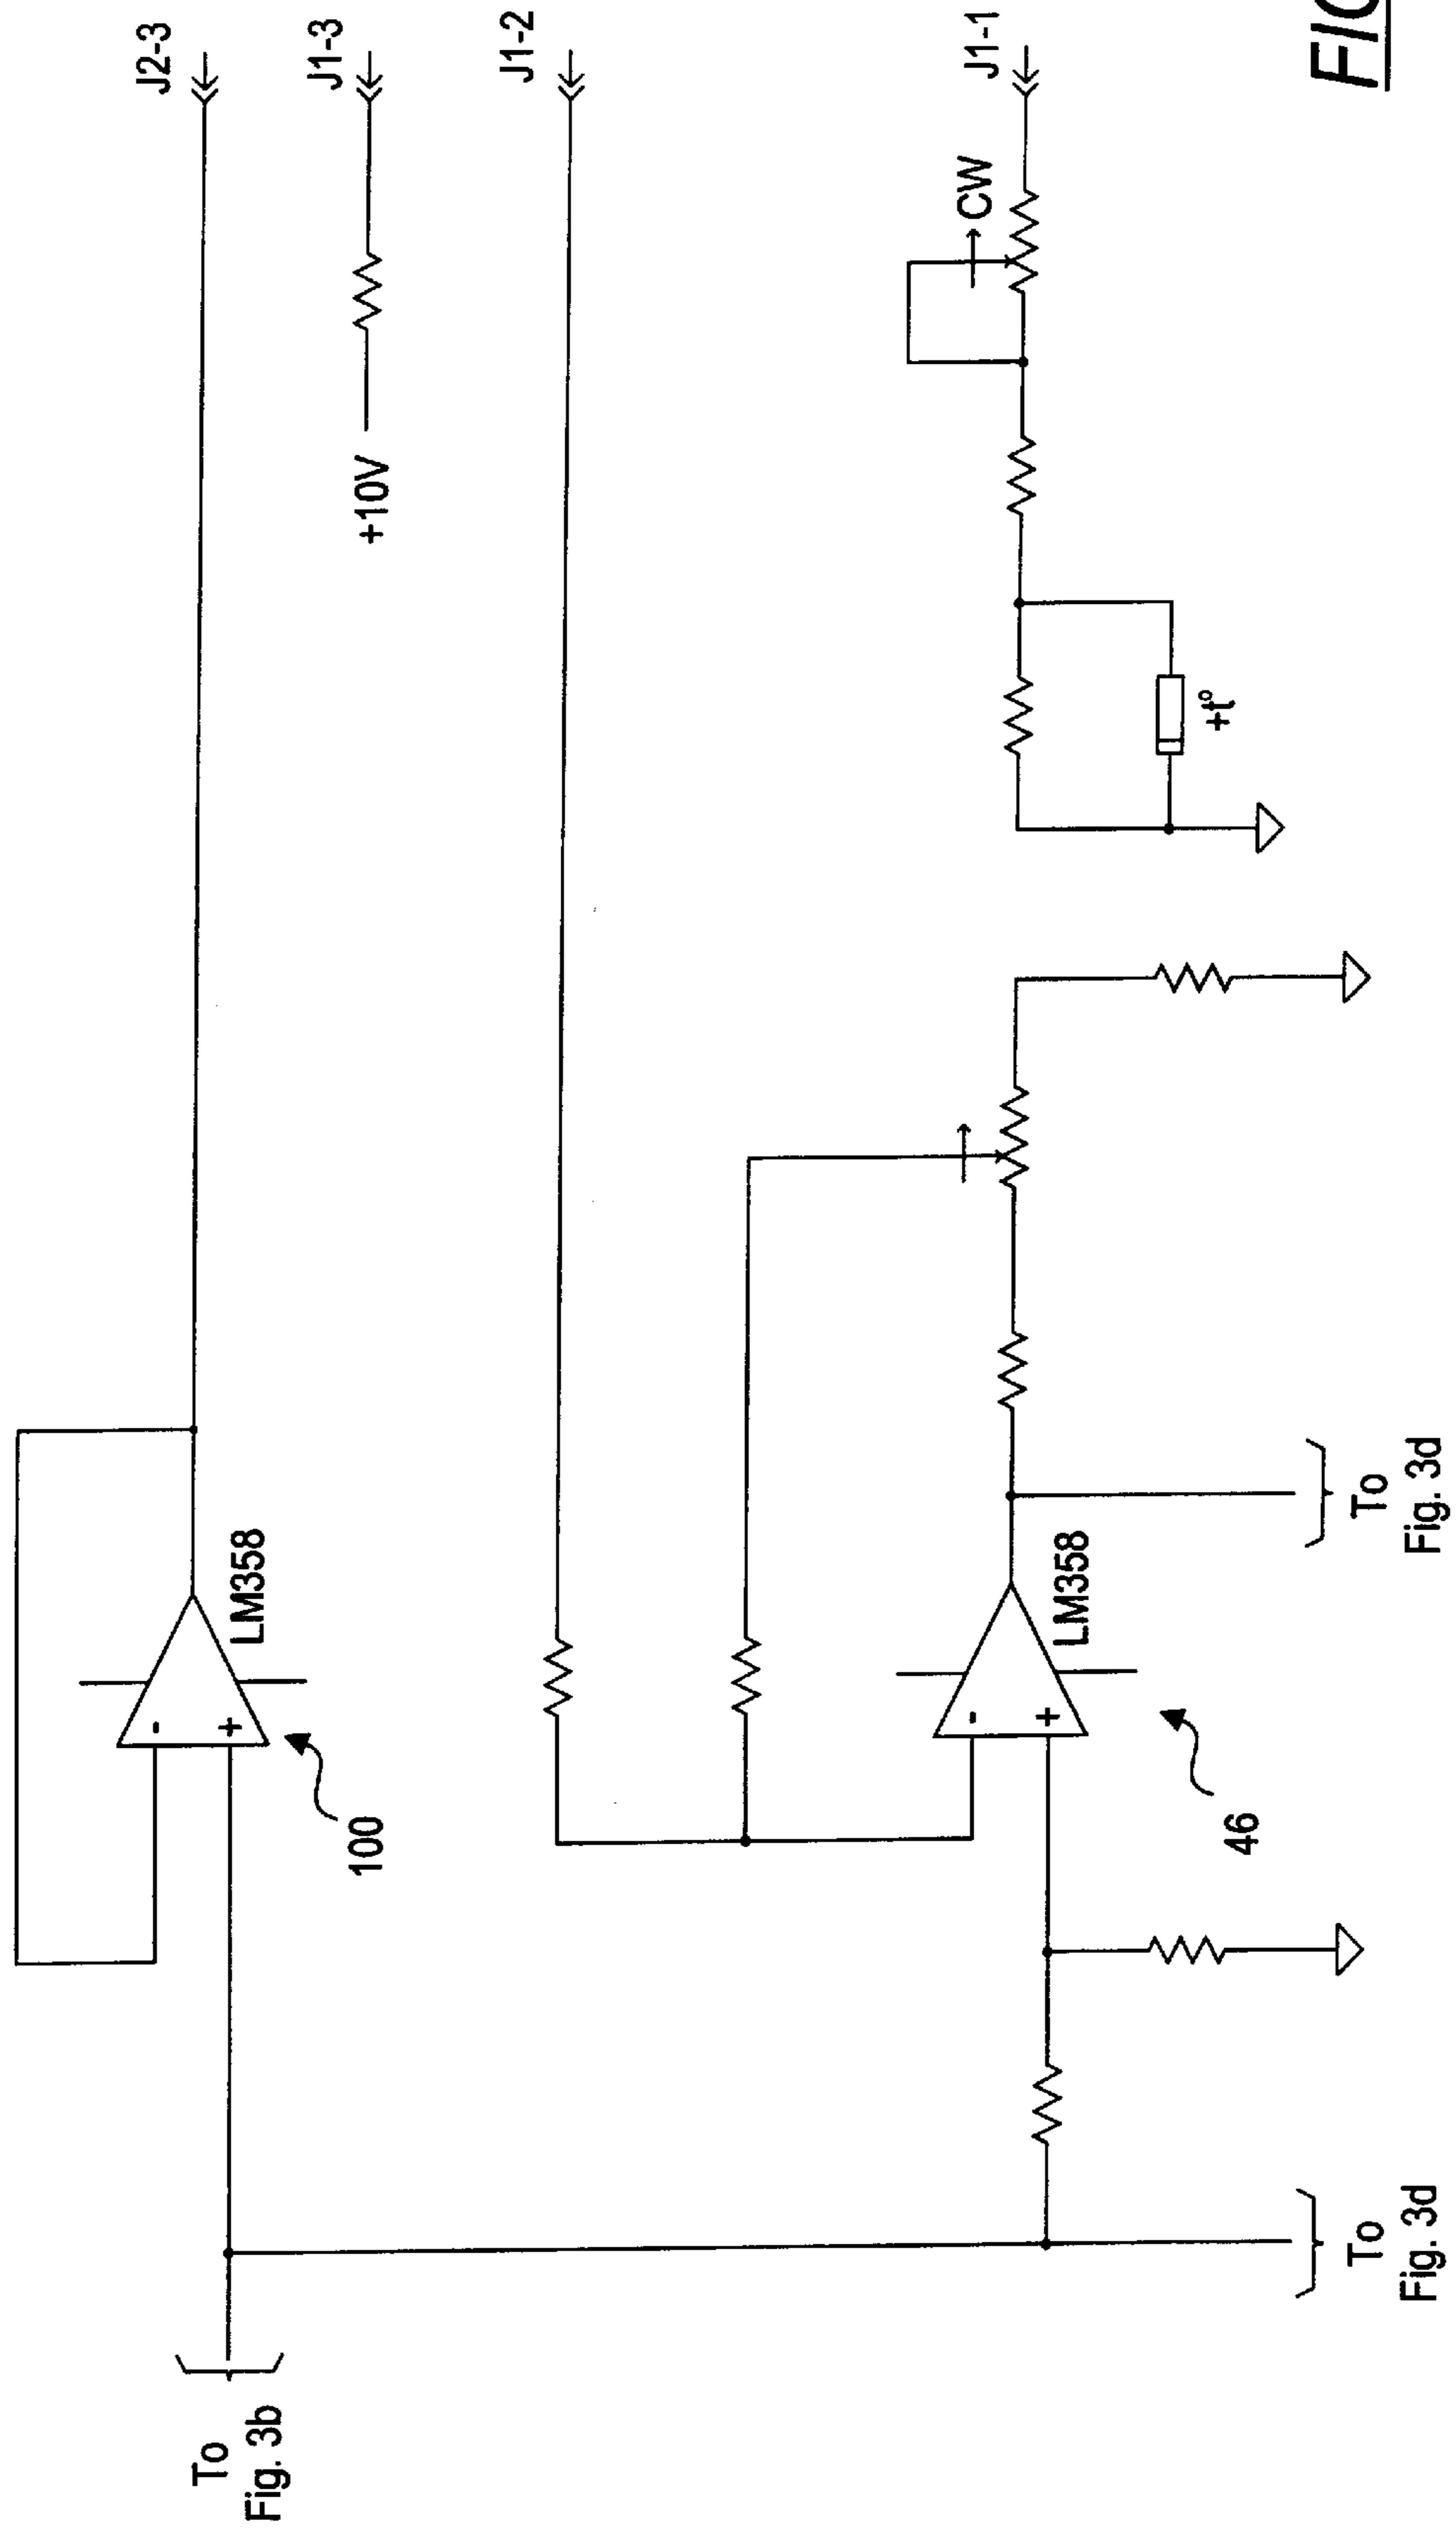 J2-3
J1-3
+10V
J1-2
J1-1
CW
+t°
LM358
-
+
100
LM358
-
+
46
To
Fig. 3b
To
Fig. 3d
To
Fig. 3d